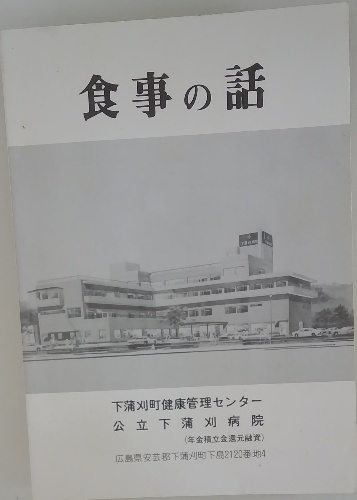 食事の話
下蒲刈町健康管理センター
公立下蒲刈病院
(年金積立金還元融資)
広島県安芸郡下蒲刈町下島2120番地4